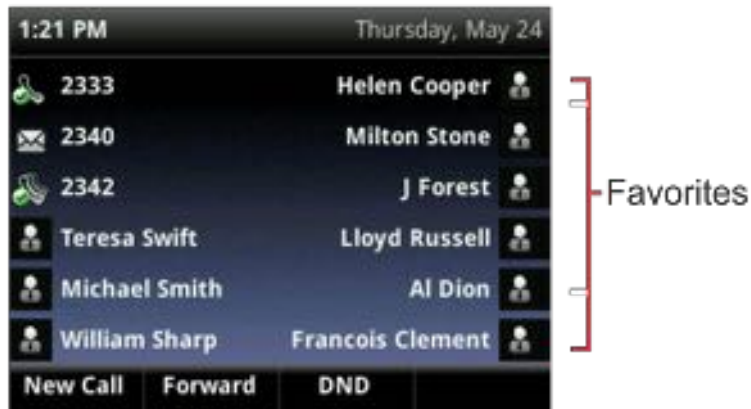 1:21 PM Thursday, May 24
2333 Helen Cooper
2340 Milton Stone
2342 J Forest
Teresa Swift Lloyd Russell
Michael Smith Al Dion
William Sharp Francois Clement
New Call Forward DND
Favorites